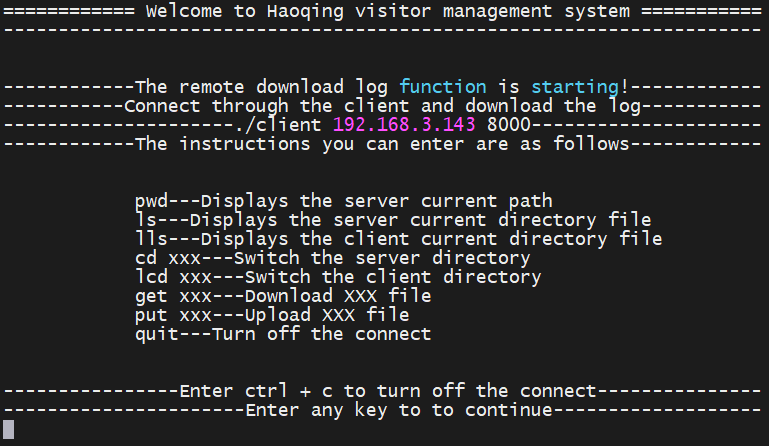 ============ Welcome to Haoqing visitor management system ===========
---------------------------------------------------------------------
------------The remote download log function is starting!------------
-----------Connect through the client and download the log-----------
---------------------./client 192.168.3.143 8000---------------------
------------The instructions you can enter are as follows------------
pwd---Displays the server current path
ls---Displays the server current directory file
lls---Displays the client current directory file
cd xxx---Switch the server directory
lcd xxx---Switch the client directory
get xxx---Download XXX file
put xxx---Upload XXX file
quit---Turn off the connect
----------------Enter ctrl + c to turn off the connect---------------
----------------------Enter any key to to continue-------------------